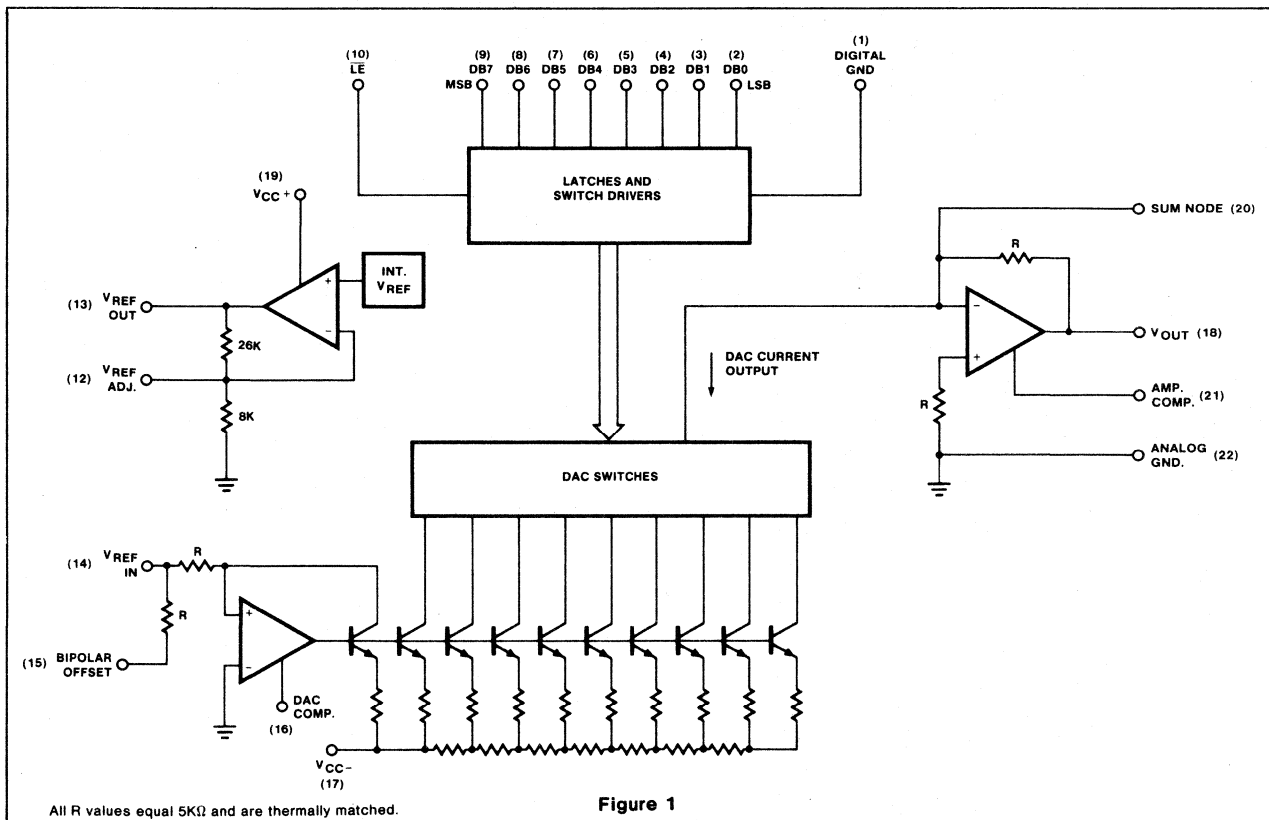 (10)
LE
(9)
DB7
(8)
DB6
(7)
DB5
(6)
DB4
(5)
DB3
(4)
DB2
(3)
DB1
(2)
DB0
(1)
DIGITAL
GND
MSB
LSB
LATCHES AND
SWITCH DRIVERS
(19)
VCC +
INT.
VREF
(13) VREF
OUT
26K
(12) VREF
ADJ.
8K
SUM NODE (20)
R
−
+
VOUT (18)
AMP.
COMP. (21)
R
ANALOG
GND. (22)
+
−
DAC CURRENT
OUTPUT
DAC SWITCHES
(14) VREF
IN
R
R
+
−
(15) BIPOLAR
OFFSET
DAC
COMP.
(16)
VCC−
(17)
All R values equal 5KΩ and are thermally matched.
Figure 1